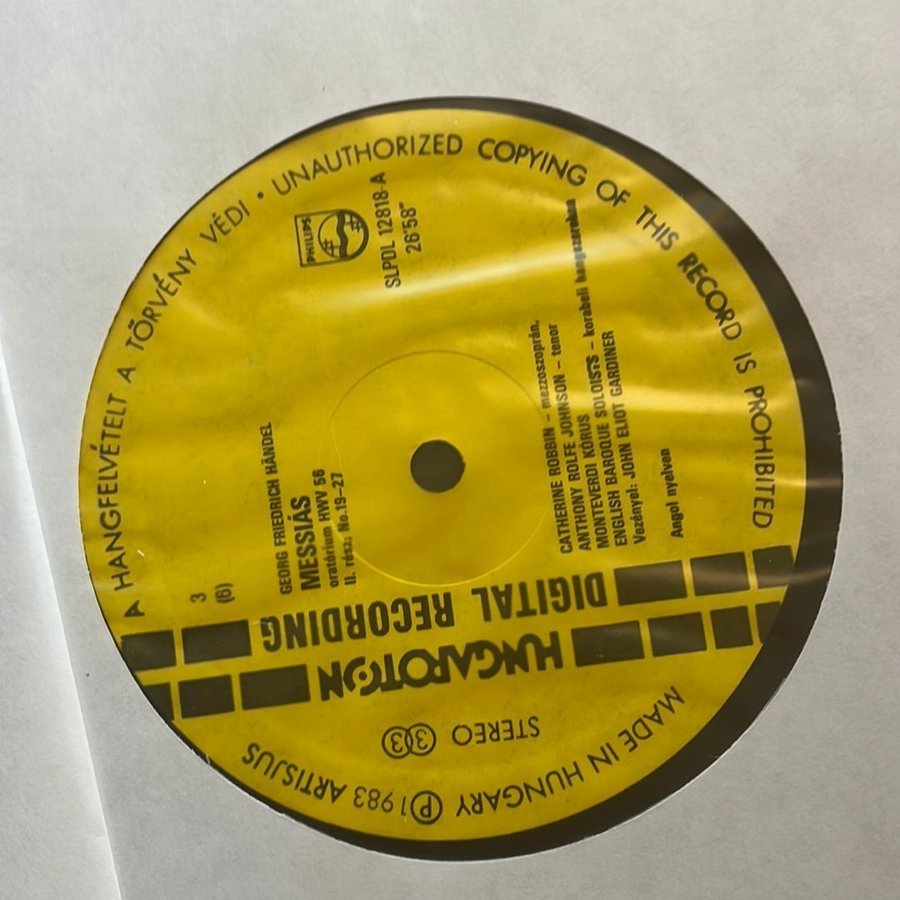 A HANGFELVÉTELT A TÖRVÉNY VÉDI • UNAUTHORIZED COPYING OF THIS RECORD IS PROHIBITED
PHILIPS
SLPDL 12818-A
26'58"
3
(6)
GEORG FRIEDRICH HÄNDEL
MESSIÁS
oratórium HWV 56
II. rész: No. 19–27
CATHERINE ROBBIN – mezzoszoprán,
ANTHONY ROLFE JOHNSON – tenor
MONTEVERDI KÓRUS
ENGLISH BAROQUE SOLOISTS – korabeli hangszereken
Vezényel: JOHN ELIOT GARDINER
Angol nyelven
DIGITAL RECORDING
HUNGAROTON
STEREO 33
MADE IN HUNGARY Ⓟ 1983 ARTISJUS